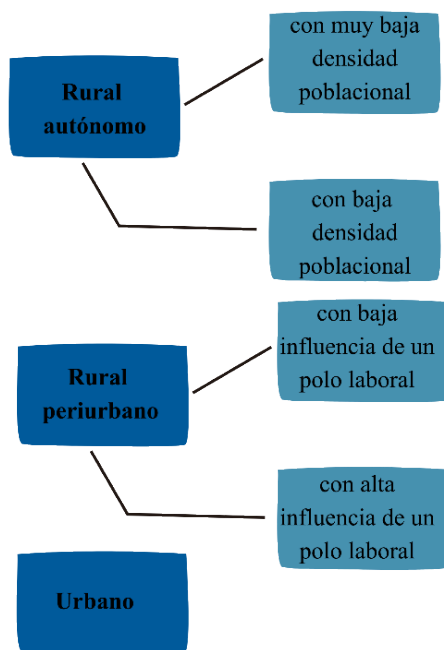 Rural
autónomo
con muy baja
densidad
poblacional
con baja
densidad
poblacional
Rural
periurbano
con baja
influencia de un
polo laboral
con alta
influencia de un
polo laboral
Urbano